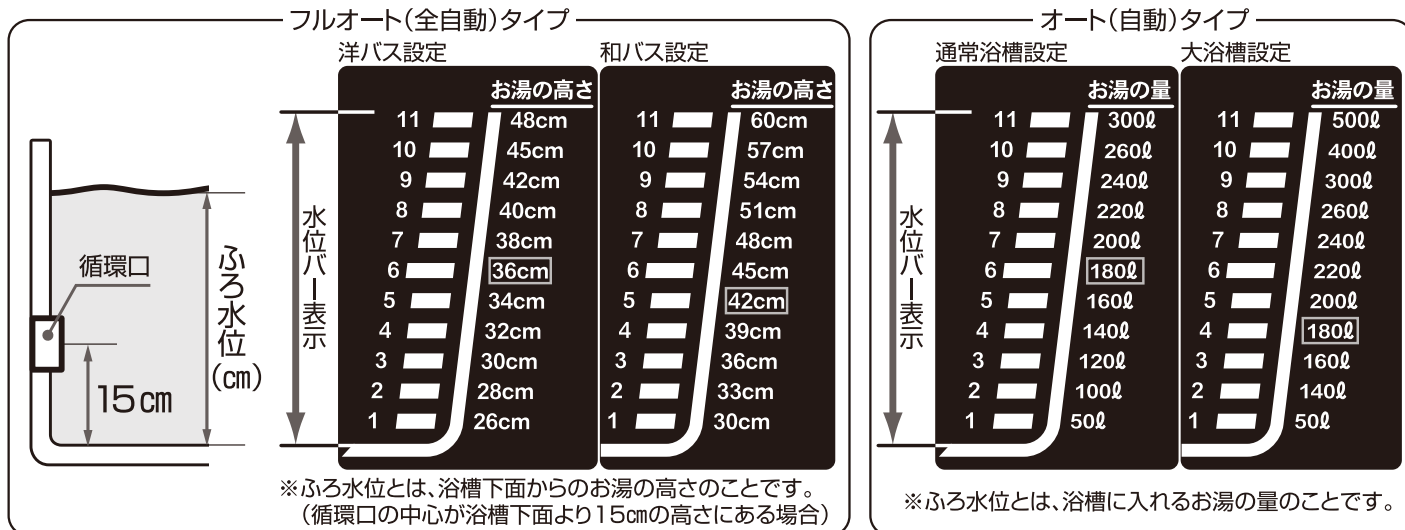 フルオート(全自動)タイプ
洋バス設定
和バス設定
循環口
15cm
ふろ水位(cm)
水位バー表示
お湯の高さ
11 48cm
10 45cm
9 42cm
8 40cm
7 38cm
6 36cm
5 34cm
4 32cm
3 30cm
2 28cm
1 26cm
お湯の高さ
11 60cm
10 57cm
9 54cm
8 51cm
7 48cm
6 45cm
5 42cm
4 39cm
3 36cm
2 33cm
1 30cm
※ふろ水位とは、浴槽下面からのお湯の高さのことです。
(循環口の中心が浴槽下面より15cmの高さにある場合)
オート(自動)タイプ
通常浴槽設定
大浴槽設定
水位バー表示
お湯の量
11 300ℓ
10 260ℓ
9 240ℓ
8 220ℓ
7 200ℓ
6 180ℓ
5 160ℓ
4 140ℓ
3 120ℓ
2 100ℓ
1 50ℓ
お湯の量
11 500ℓ
10 400ℓ
9 300ℓ
8 260ℓ
7 240ℓ
6 220ℓ
5 200ℓ
4 180ℓ
3 160ℓ
2 140ℓ
1 50ℓ
※ふろ水位とは、浴槽に入れるお湯の量のことです。